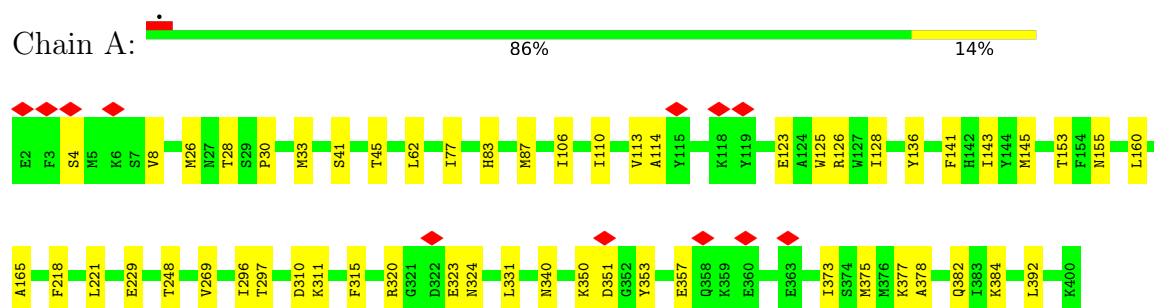 Chain A:
86% 14%
E2 F3 S4 M5 K6 S7 V8 M26 N27 T28 S29 P30 M33 S41 T45 L62 I77 H83 M87 I106 I110 V113 A114 Y115 K118 Y119 E123 A124 W125 R126 W127 I128 Y136 F141 H142 I143 Y144 M145 T153 F154 N155 L160
A165 F218 L221 E229 T248 V269 I296 T297 D310 K311 F315 R320 G321 D322 E323 N324 L331 N340 K350 D351 G352 Y353 E357 Q358 K359 E360 E363 I373 S374 M375 M376 K377 A378 Q382 I383 K384 L392 K400